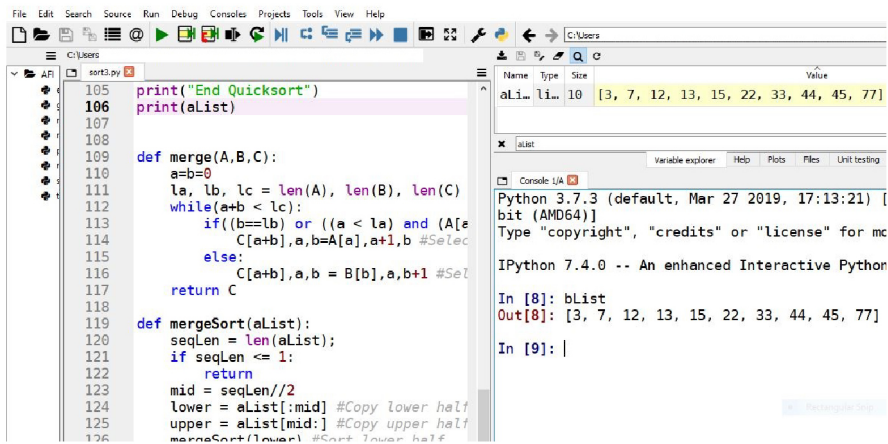 File Edit Search Source Run Debug Consoles Projects Tools View Help
C:\Users
C:\Users
AFI
sort3.py
105 print("End Quicksort")
106 print(aList)
107
108
109 def merge(A,B,C):
110 a=b=0
111 la, lb, lc = len(A), len(B), len(C)
112 while(a+b < lc):
113 if((b==lb) or ((a < la) and (A[a
114 C[a+b],a,b=A[a],a+1,b #Selec
115 else:
116 C[a+b],a,b = B[b],a,b+1 #Sel
117 return C
118
119 def mergeSort(aList):
120 seqLen = len(aList);
121 if seqLen <= 1:
122 return
123 mid = seqLen//2
124 lower = aList[:mid] #Copy lower half
125 upper = aList[mid:] #Copy upper half
126 mergeSort(lower) #Sort lower half
Name Type Size Value
aLi… li… 10 [3, 7, 12, 13, 15, 22, 33, 44, 45, 77]
aList
Variable explorer Help Plots Files Unit testing
Console 1/A
Python 3.7.3 (default, Mar 27 2019, 17:13:21) [
bit (AMD64)]
Type "copyright", "credits" or "license" for mo
IPython 7.4.0 -- An enhanced Interactive Python
In [8]: bList
Out[8]: [3, 7, 12, 13, 15, 22, 33, 44, 45, 77]
In [9]:
Rectangular Snip